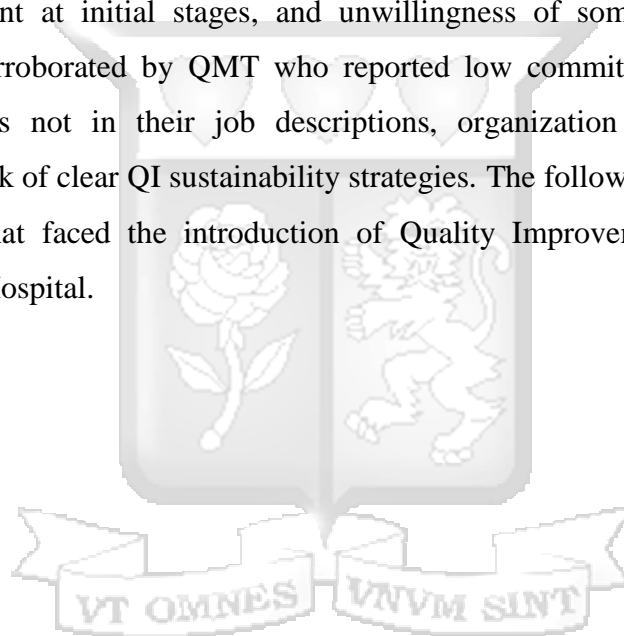 nt at initial stages, and unwillingness of som
rroborated by QMT who reported low commit
s not in their job descriptions, organization
k of clear QI sustainability strategies. The follow
at faced the introduction of Quality Improver
Hospital.
VT OMNES VNVM SINT